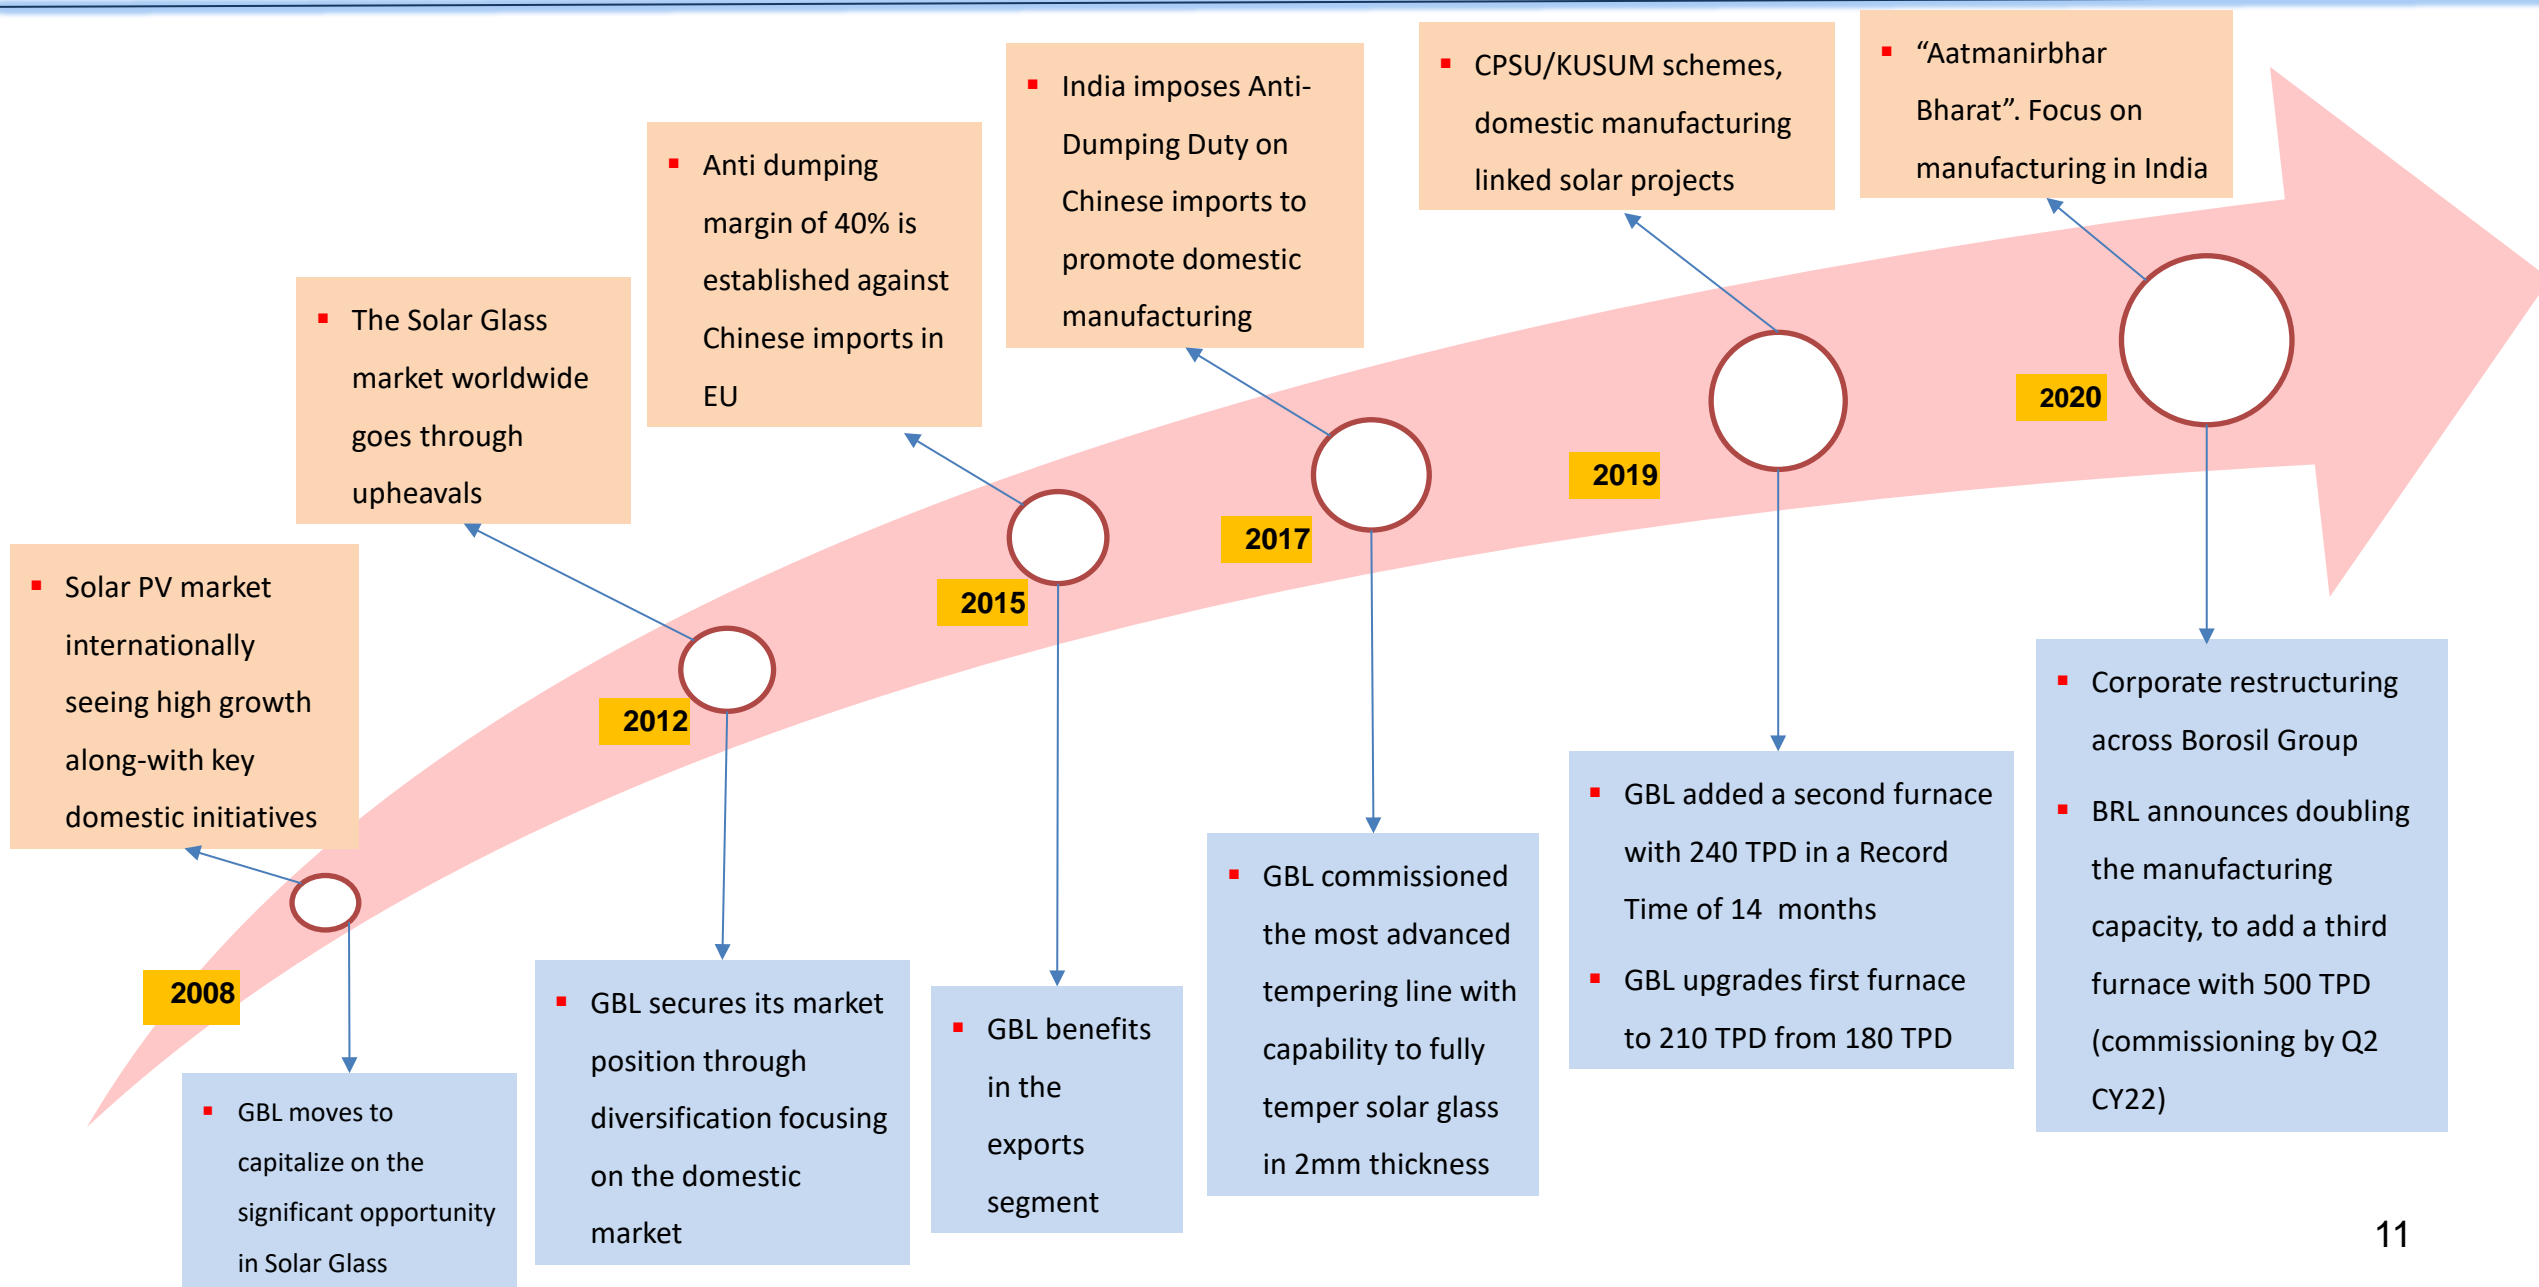 Solar PV market
internationally
seeing high growth
along-with key
domestic initiatives
2008
GBL moves to
capitalize on the
significant opportunity
in Solar Glass
The Solar Glass
market worldwide
goes through
upheavals
2012
GBL secures its market
position through
diversification focusing
on the domestic
market
Anti dumping
margin of 40% is
established against
Chinese imports in
EU
2015
GBL benefits
in the
exports
segment
India imposes Anti-
Dumping Duty on
Chinese imports to
promote domestic
manufacturing
2017
GBL commissioned
the most advanced
tempering line with
capability to fully
temper solar glass
in 2mm thickness
CPSU/KUSUM schemes,
domestic manufacturing
linked solar projects
2019
GBL added a second furnace
with 240 TPD in a Record
Time of 14  months
GBL upgrades first furnace
to 210 TPD from 180 TPD
“Aatmanirbhar
Bharat”. Focus on
manufacturing in India
2020
Corporate restructuring
across Borosil Group
BRL announces doubling
the manufacturing
capacity, to add a third
furnace with 500 TPD
(commissioning by Q2
CY22)
11